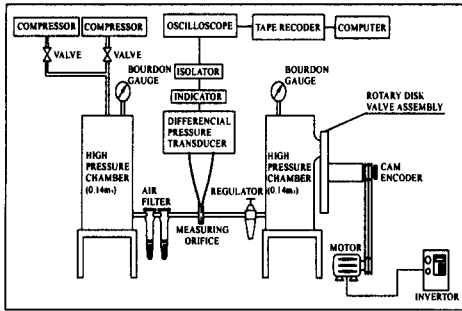 COMPRESSOR
COMPRESSOR
OSCILLOSCOPE
TAPE RECODER
COMPUTER
VALVE
VALVE
BOURDON
GAUGE
ISOLATOR
INDICATOR
BOURDON
GAUGE
ROTARY DISK
VALVE ASSEMBLY
DIFFERENCIAL
PRESSURE
TRANSDUCER
HIGH
PRESSURE
CHAMBER
(0.14m₃)
AIR
FILTER
MEASURING
ORIFICE
REGULATOR
HIGH
PRESSURE
CHAMBER
(0.14m₃)
CAM
ENCODER
MOTOR
INVERTOR